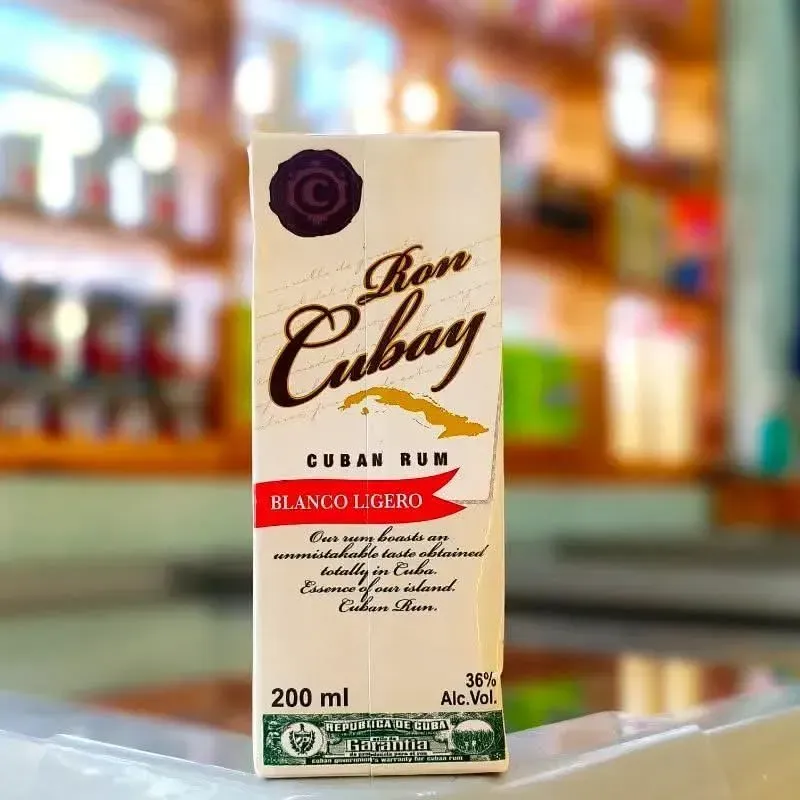 C
Ron
Cubay
CUBAN RUM
BLANCO LIGERO
Our rum boasts an
unmistakable taste obtained
totally in Cuba.
Essence of our island.
Cuban Run.
200 ml
36%
Alc.Vol.
REPUBLICA DE CUBA
Garantia
cuban government's warranty for cuban rum